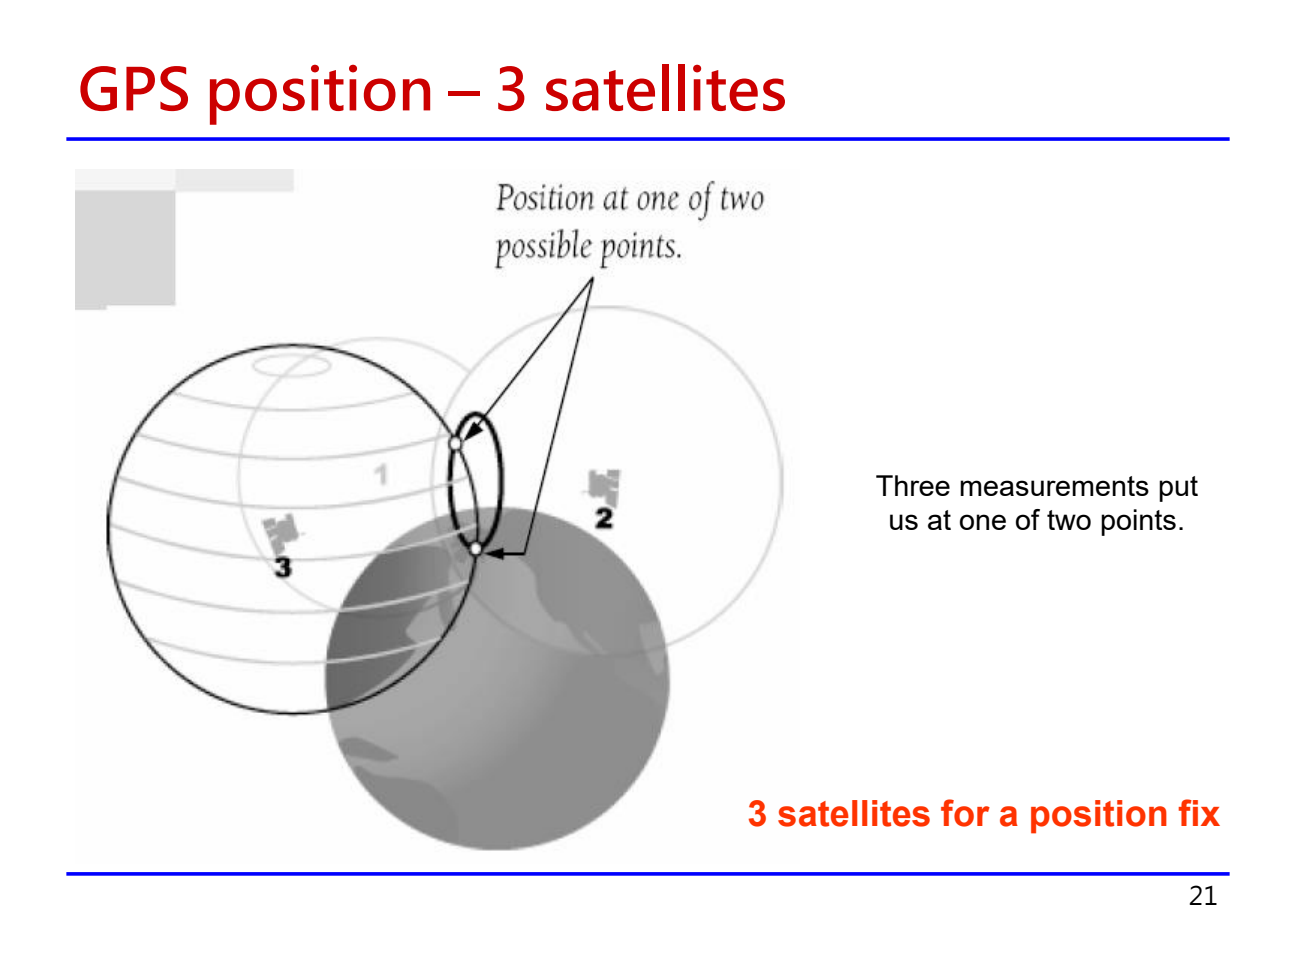 GPS position – 3 satellites
Position at one of two
possible points.
1
2
3
Three measurements put
us at one of two points.
3 satellites for a position fix
21